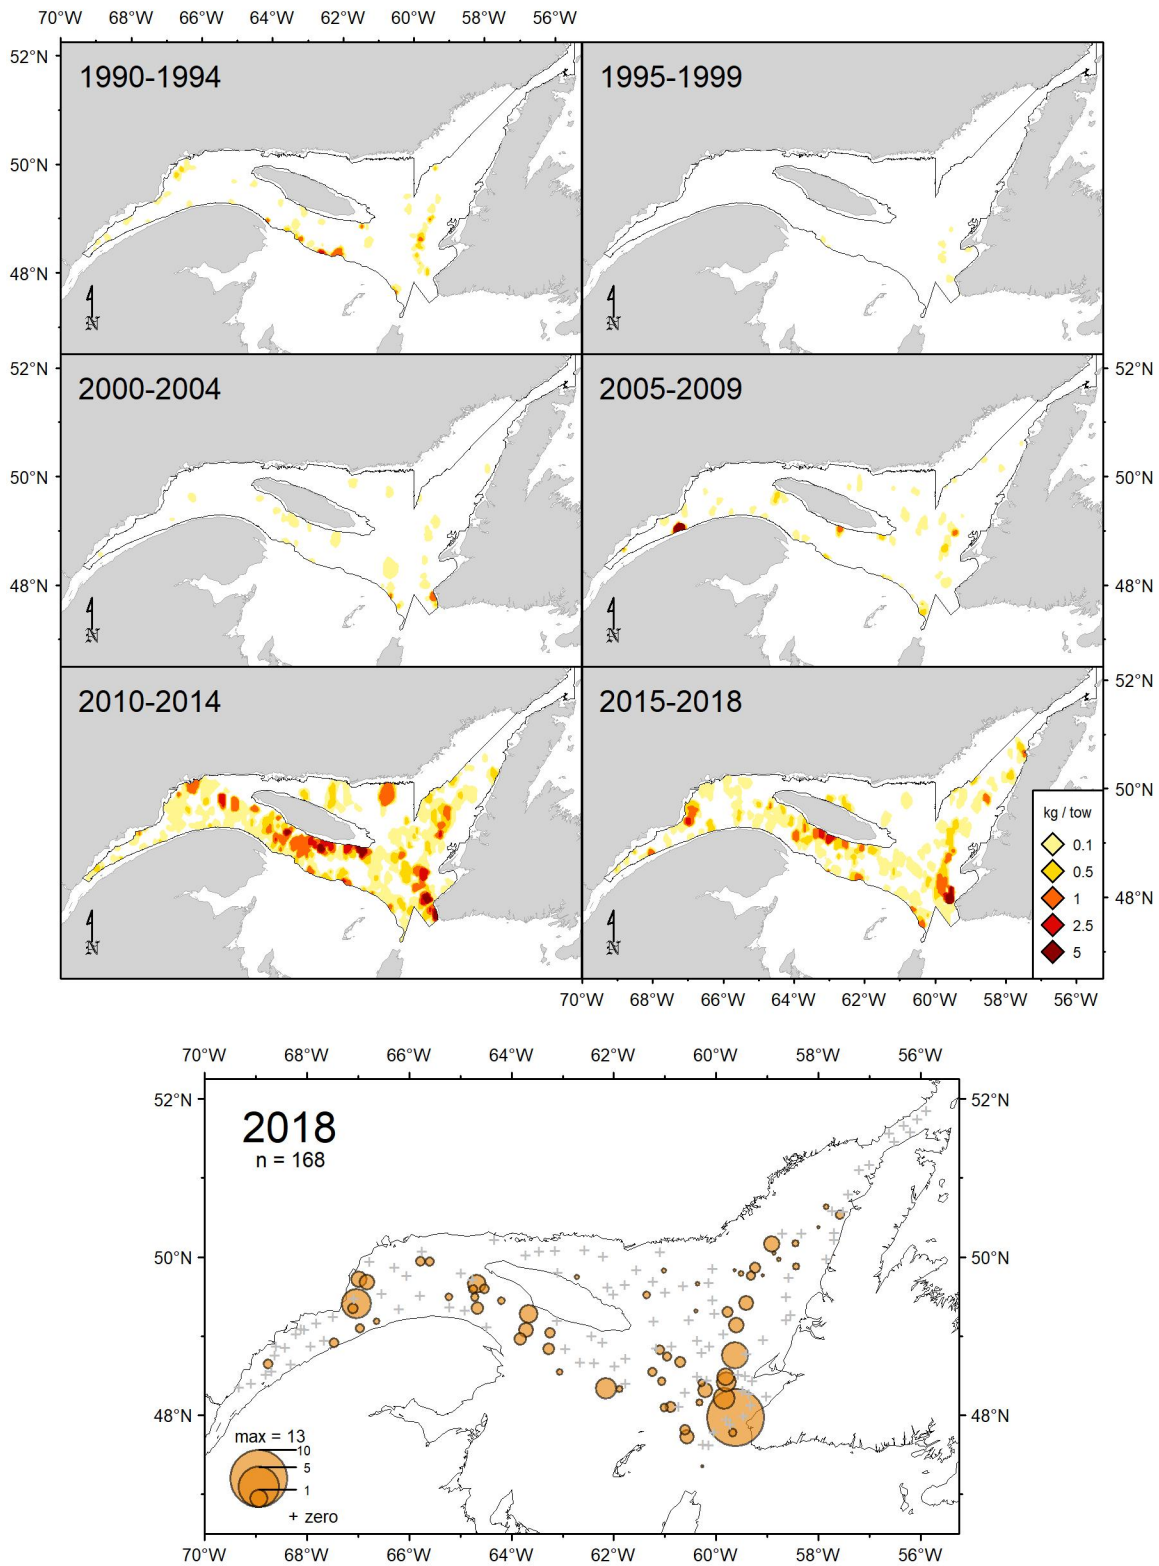 70°W 68°W 66°W 64°W 62°W 60°W 58°W 56°W
52°N
1990-1994
1995-1999
50°N
48°N
N
52°N
2000-2004
2005-2009
52°N
50°N
50°N
48°N
48°N
N
N
2010-2014
2015-2018
52°N
50°N
kg / tow
0.1
0.5
1
48°N
2.5
5
N
N
70°W 68°W 66°W 64°W 62°W 60°W 58°W 56°W
70°W 68°W 66°W 64°W 62°W 60°W 58°W 56°W
52°N
2018
52°N
n = 168
50°N
50°N
48°N
48°N
max = 13
10
5
1
+ zero
70°W 68°W 66°W 64°W 62°W 60°W 58°W 56°W